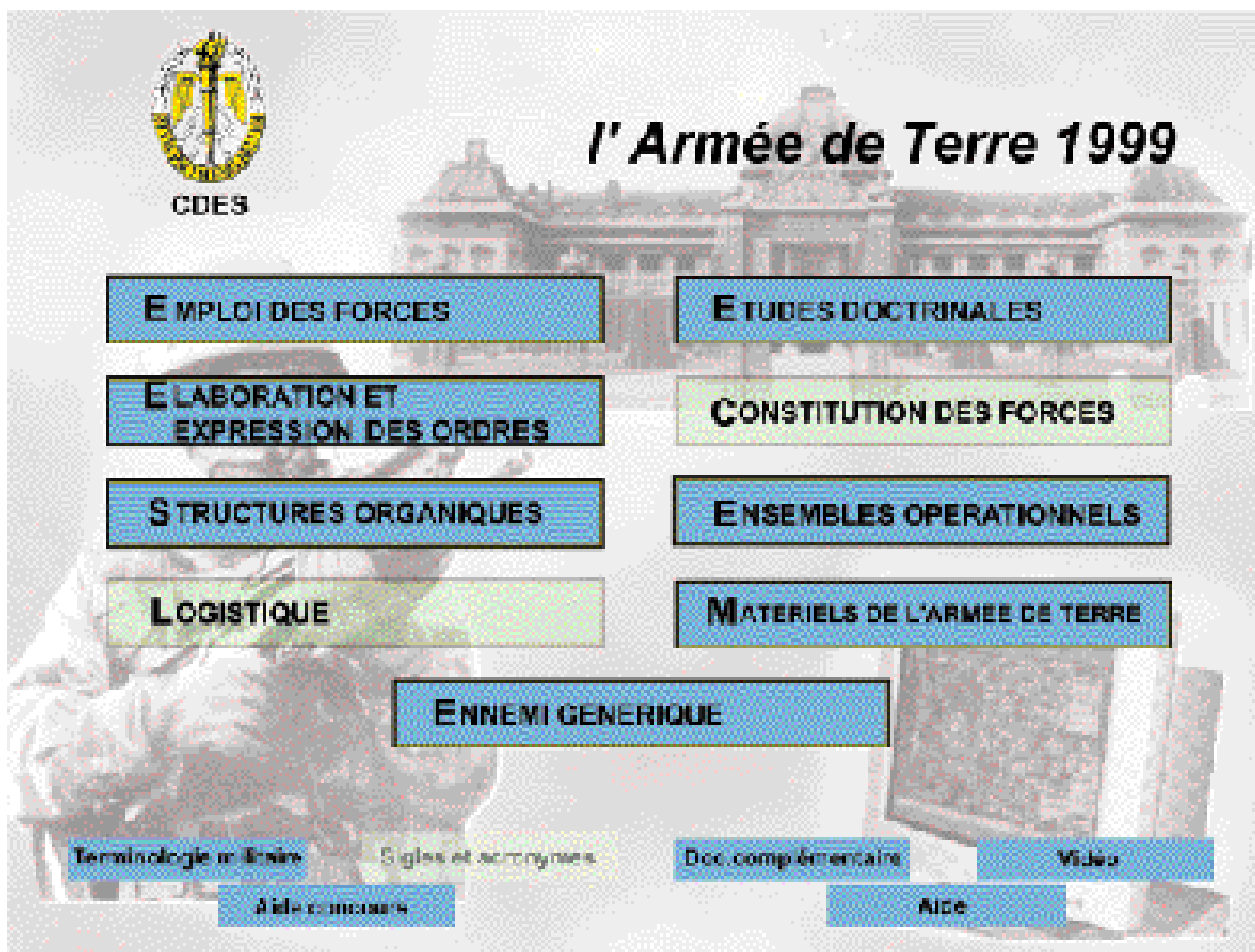 CDES
l' Armée de Terre 1999
EMPLOI DES FORCES
ETUDES DOCTRINALES
ELABORATION ET
EXPRESSION DES ORDRES
CONSTITUTION DES FORCES
STRUCTURES ORGANIQUES
ENSEMBLES OPERATIONNELS
LOGISTIQUE
MATERIELS DE L'ARMEE DE TERRE
ENNEMI GENERIQUE
Terminologie militaire
Sigles et acronymes
Doc complémentaire
Vidéo
Aide concours
Aide